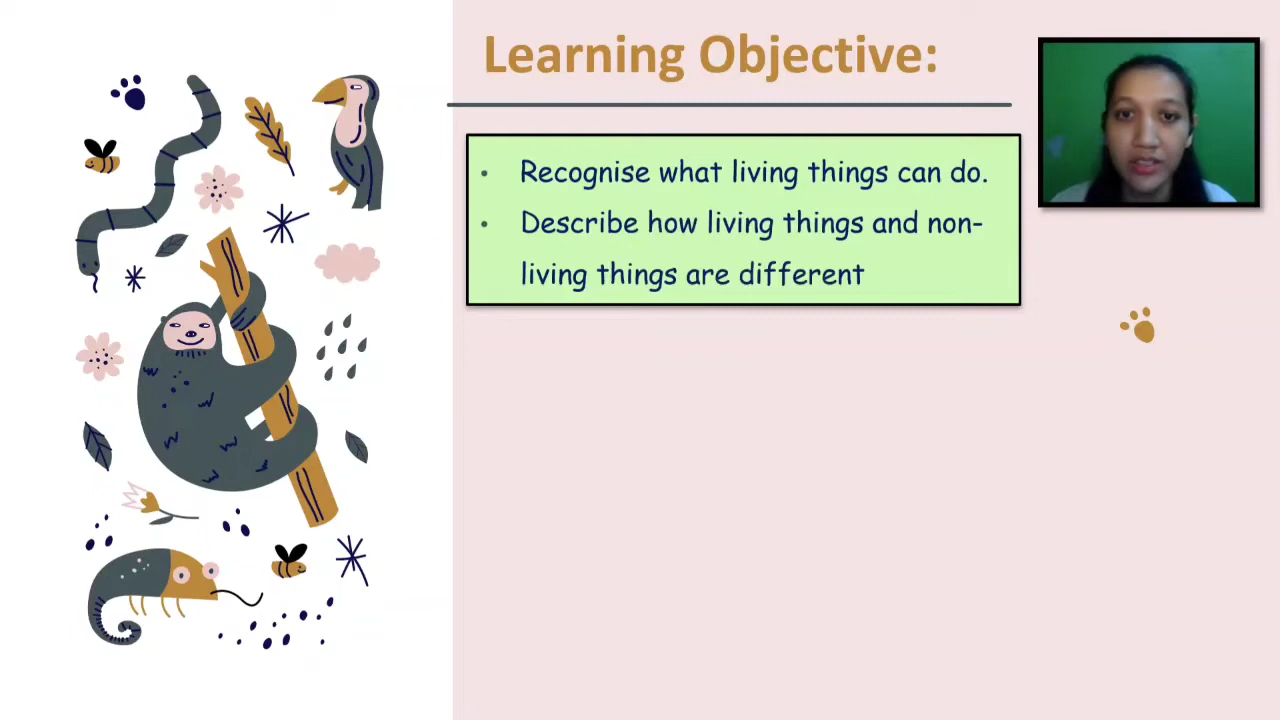 Learning Objective:
• Recognise what living things can do.
• Describe how living things and non-
living things are different